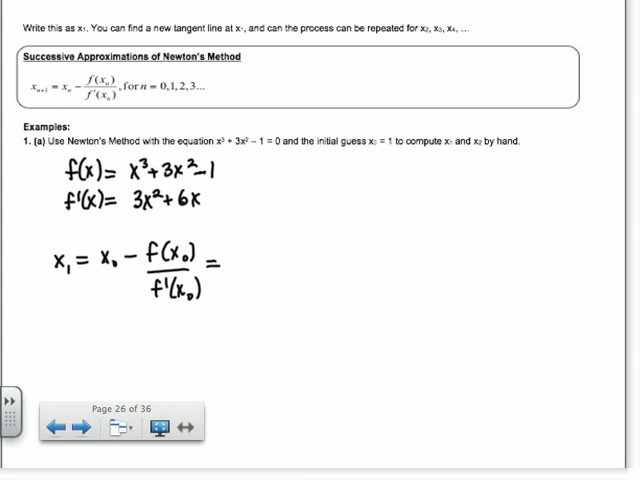 Write this as x₁. You can find a new tangent line at x₁, and can the process can be repeated for x₂, x₃, x₄, ...
Successive Approximations of Newton's Method
xₙ₊₁ = xₙ − f(xₙ)/f'(xₙ), for n = 0,1,2,3...
Examples:
1. (a) Use Newton's Method with the equation x³ + 3x² – 1 = 0 and the initial guess x₀ = 1 to compute x₁ and x₂ by hand.
f(x) = x³+3x²-1
f'(x) = 3x²+6x
x₁ = x₀ - f(x₀)/f'(x₀) =
Page 26 of 36